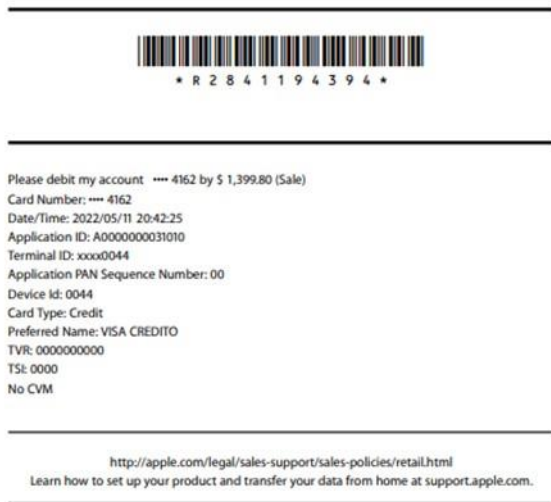 * R 2 8 4 1 1 9 4 3 9 4 *
Please debit my account •••• 4162 by $ 1,399.80 (Sale)
Card Number: •••• 4162
Date/Time: 2022/05/11 20:42:25
Application ID: A0000000031010
Terminal ID: xxxx0044
Application PAN Sequence Number: 00
Device Id: 0044
Card Type: Credit
Preferred Name: VISA CREDITO
TVR: 0000000000
TSI: 0000
No CVM
http://apple.com/legal/sales-support/sales-policies/retail.html
Learn how to set up your product and transfer your data from home at support.apple.com.